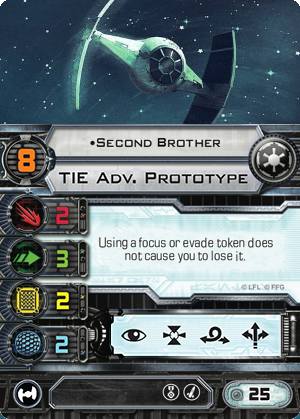 •Second Brother
8
TIE Adv. Prototype
2
3
2
2
Using a focus or evade token does
not cause you to lose it.
©LFL ©FFG
25